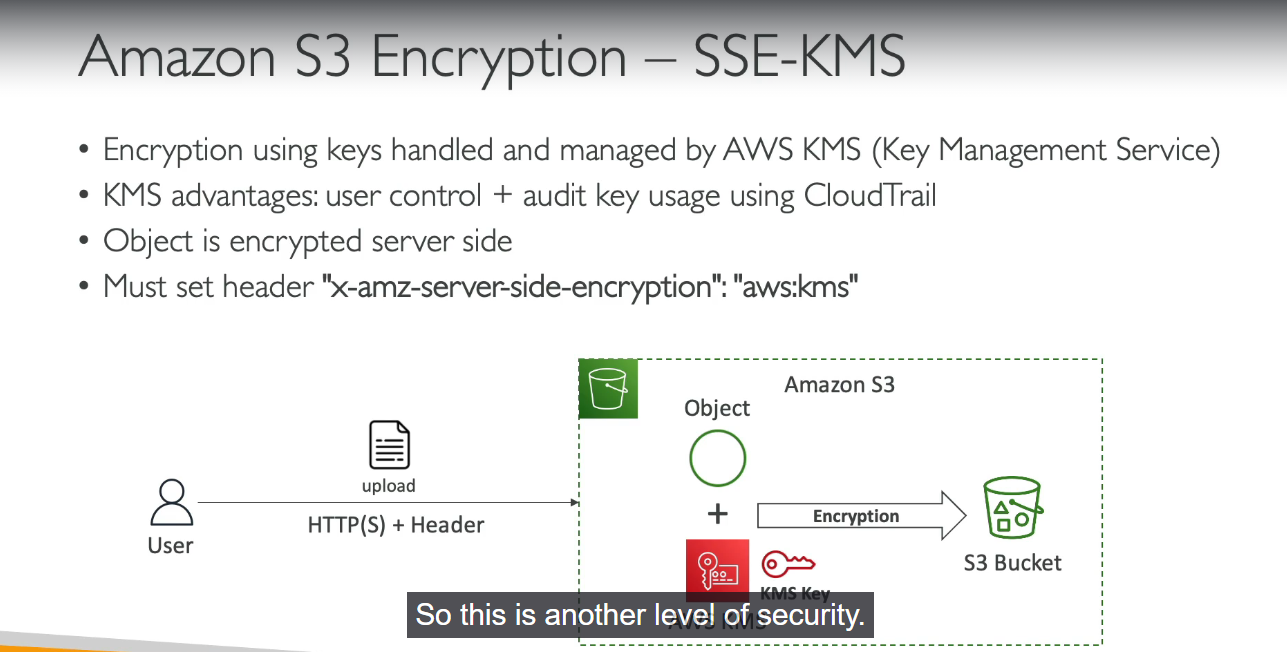 Amazon S3 Encryption – SSE-KMS
• Encryption using keys handled and managed by AWS KMS (Key Management Service)
• KMS advantages: user control + audit key usage using CloudTrail
• Object is encrypted server side
• Must set header "x-amz-server-side-encryption": "aws:kms"
Amazon S3
Object
upload
+
Encryption
HTTP(S) + Header
User
S3 Bucket
KMS Key
So this is another level of security.
AWS KMS